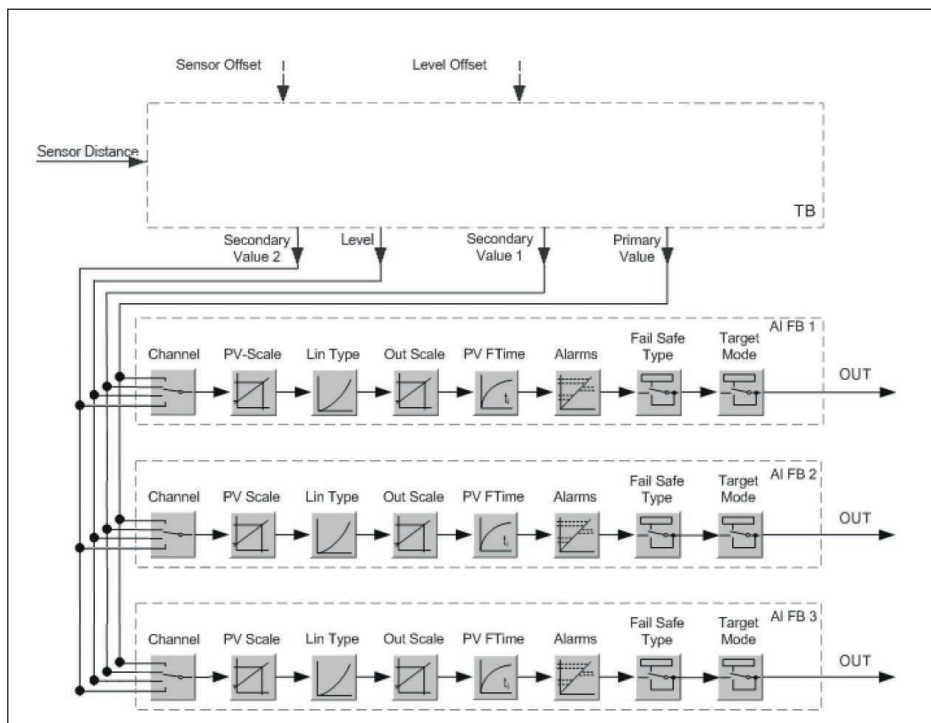 Sensor Offset Level Offset
Sensor Distance
TB
Secondary Value 2 Level Secondary Value 1 Primary Value
AI FB 1
Channel PV-Scale Lin Type Out Scale PV FTime Alarms Fail Safe Type Target Mode OUT
t
AI FB 2
Channel PV Scale Lin Type Out Scale PV FTime Alarms Fail Safe Type Target Mode OUT
t
AI FB 3
Channel PV Scale Lin Type Out Scale PV FTime Alarms Fail Safe Type Target Mode OUT
t